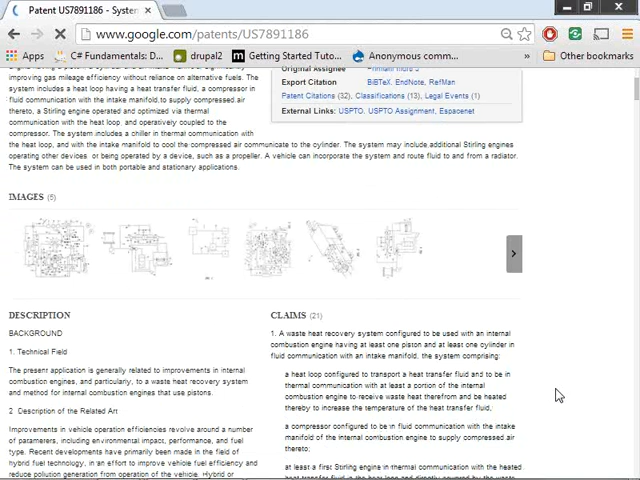 Patent US7891186 - System
www.google.com/patents/US7891186
Apps
C# Fundamentals: D...
drupal2
Getting Started Tuto...
Anonymous comm...
Other bookmarks
improving gas mileage efficiency without reliance on alternative fuels. The
system includes a heat loop having a heat transfer fluid, a compressor in
fluid communication with the intake manifold to supply compressed air
thereto, a Stirling engine operated and optimized via thermal
communication with the heat loop, and operatively coupled to the
compressor. The system includes a chiller in thermal communication with
the heat loop, and with the intake manifold to cool the compressed air communicate to the cylinder. The system may include additional Stirling engines
operating other devices or being operated by a device, such as a propeller. A vehicle can incorporate the system and route fluid to and from a radiator.
The system can be used in both portable and stationary applications.
Original Assignee
Export Citation
BiBTeX, EndNote, RefMan
Patent Citations (32), Classifications (13), Legal Events (1)
External Links: USPTO, USPTO Assignment, Espacenet
IMAGES (5)
DESCRIPTION
BACKGROUND
1. Technical Field
The present application is generally related to improvements in internal
combustion engines, and particularly, to a waste heat recovery system
and method for internal combustion engines that use pistons.
2. Description of the Related Art
Improvements in vehicle operation efficiencies revolve around a number
of parameters, including environmental impact, performance, and fuel
type. Recent developments have primarily been made in the field of
hybrid fuel technology, in an effort to improve vehicle fuel efficiency and
reduce pollution generation from operation of the vehicle. Hybrid or
CLAIMS (21)
1. A waste heat recovery system configured to be used with an internal
combustion engine having at least one piston and at least one cylinder in
fluid communication with an intake manifold, the system comprising:
a heat loop configured to transport a heat transfer fluid and to be in
thermal communication with at least a portion of the internal
combustion engine to receive waste heat therefrom and be heated
thereby to increase the temperature of the heat transfer fluid;
a compressor configured to be in fluid communication with the intake
manifold of the internal combustion engine to supply compressed air
thereto;
at least a first Stirling engine in thermal communication with the heated
heat transfer fluid in the heat loop and directly powered by the waste